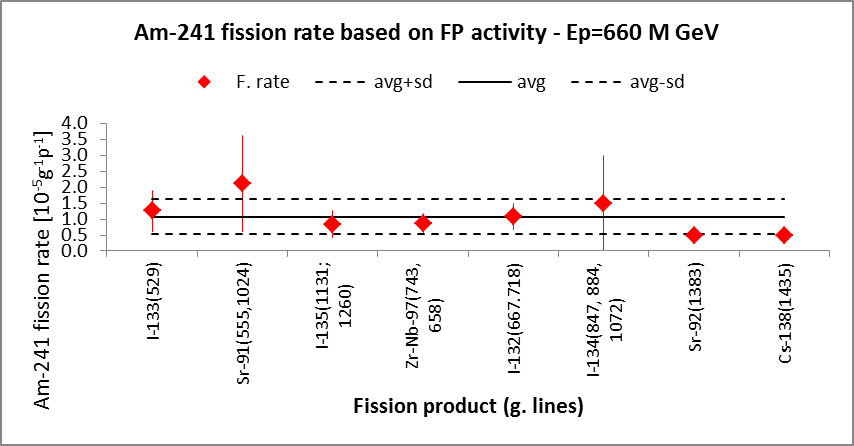 Am-241 fission rate based on FP activity - Ep=660 M GeV
F. rate avg+sd avg avg-sd
Am-241 fission rate [10⁻⁵g⁻¹p⁻¹]
4.0
3.5
3.0
2.5
2.0
1.5
1.0
0.5
0.0
I-133(529)
Sr-91(555,1024)
I-135(1131;
1260)
Zr-Nb-97(743,
658)
I-132(667.718)
I-134(847, 884,
1072)
Sr-92(1383)
Cs-138(1435)
Fission product (g. lines)